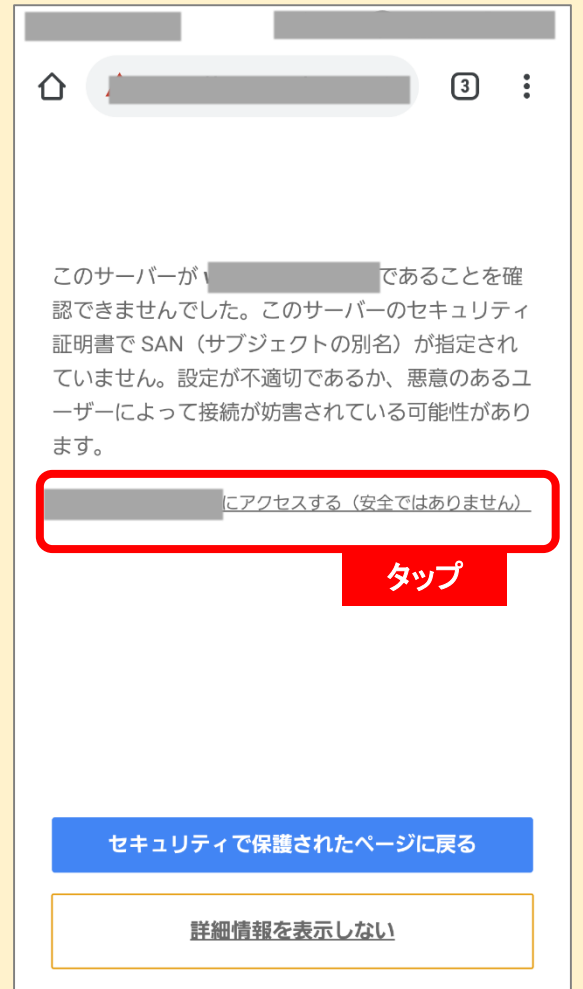 3
このサーバーが であることを確
認できませんでした。このサーバーのセキュリティ
証明書で SAN（サブジェクトの別名）が指定され
ていません。設定が不適切であるか、悪意のあるユ
ーザーによって接続が妨害されている可能性があり
ます。
にアクセスする（安全ではありません）
タップ
セキュリティで保護されたページに戻る
詳細情報を表示しない